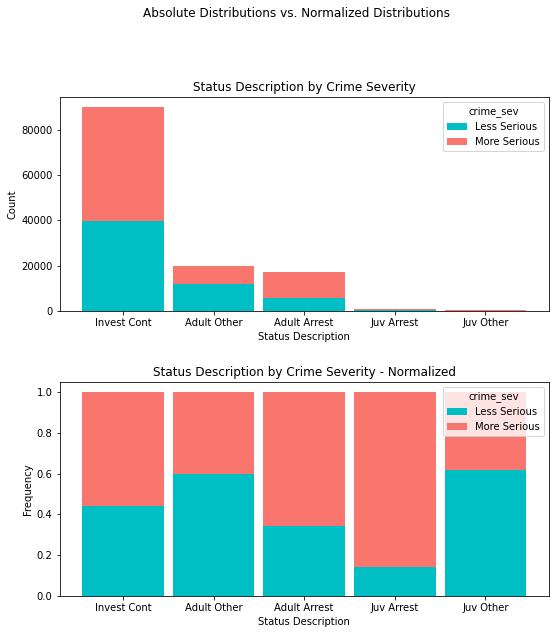 Absolute Distributions vs. Normalized Distributions
Status Description by Crime Severity
crime_sev
Less Serious
More Serious
80000
60000
40000
20000
0
Count
Invest Cont Adult Other Adult Arrest Juv Arrest Juv Other
Status Description
Status Description by Crime Severity - Normalized
crime_sev
Less Serious
More Serious
1.0
0.8
0.6
0.4
0.2
0.0
Frequency
Invest Cont Adult Other Adult Arrest Juv Arrest Juv Other
Status Description